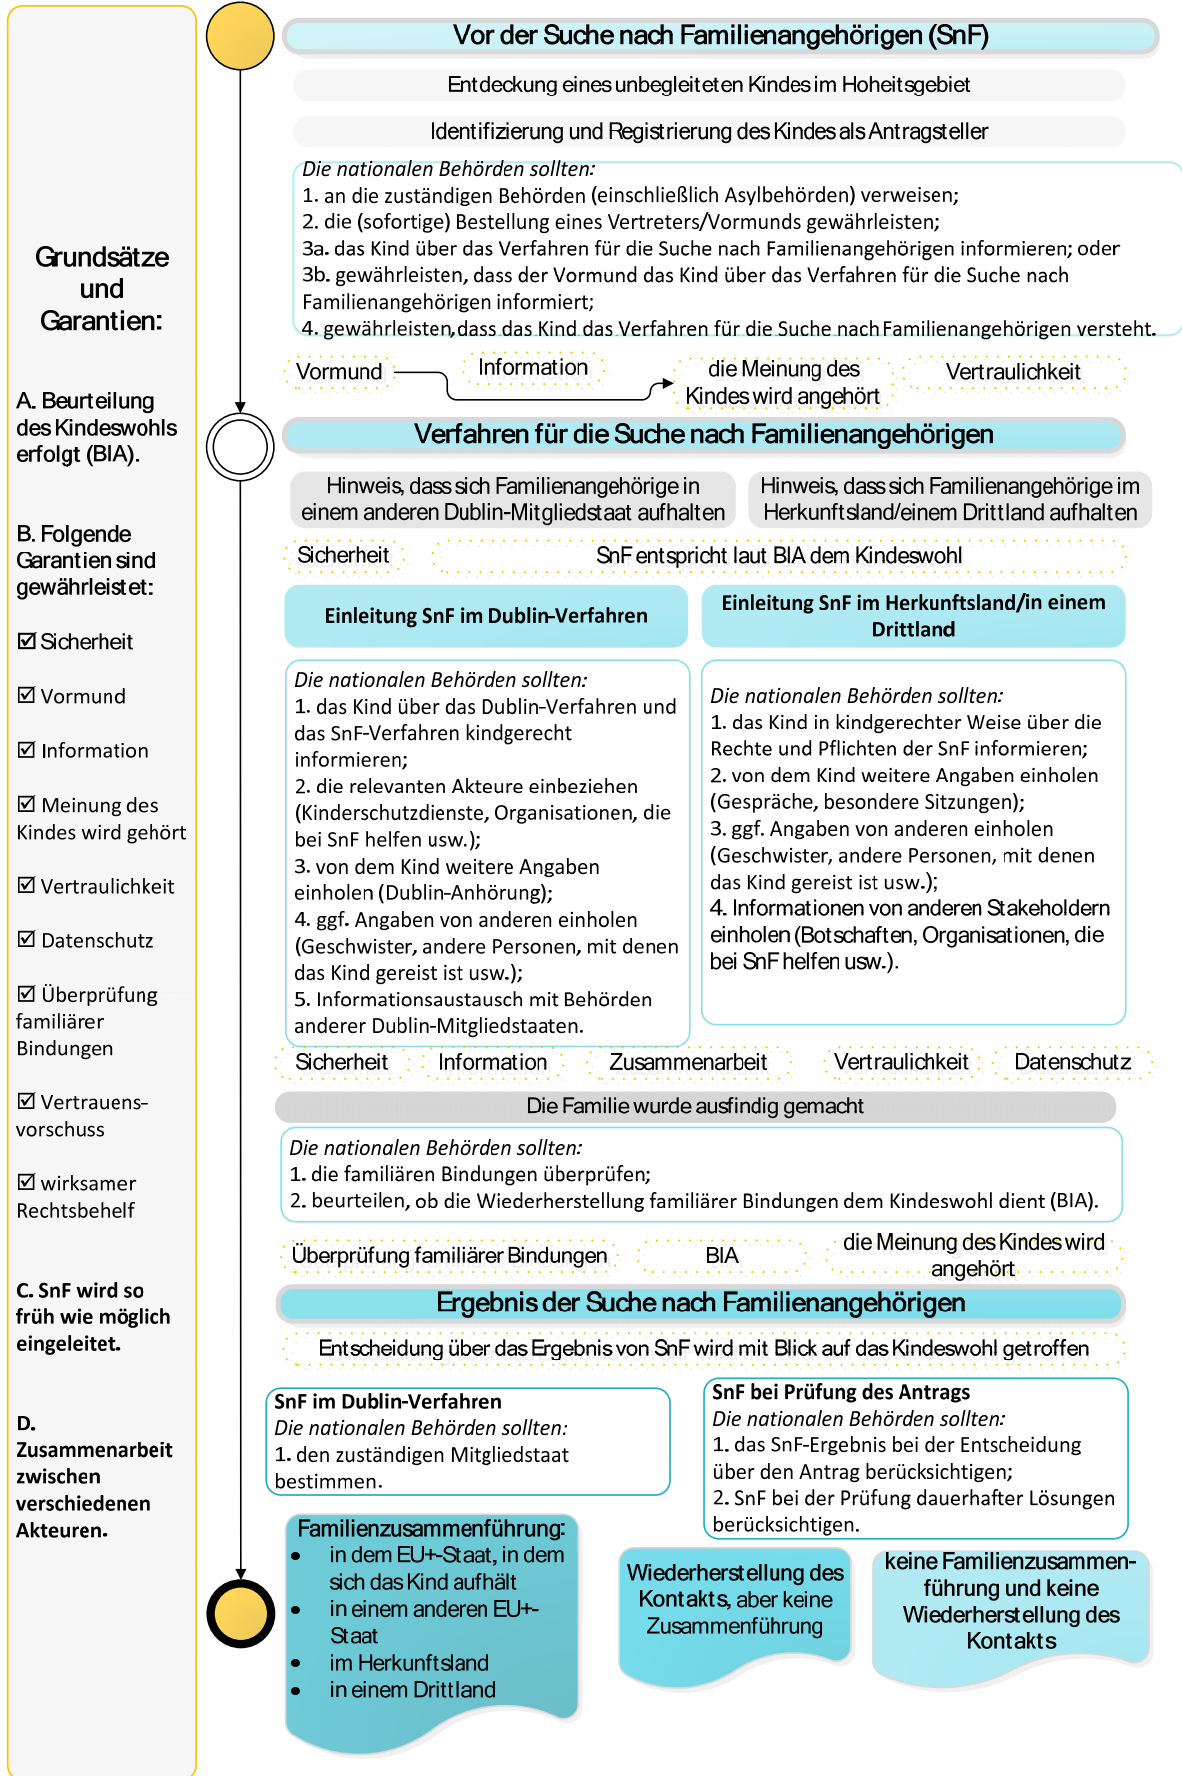 Grundsätze
und
Garantien:
A. Beurteilung
des Kindeswohls
erfolgt (BIA).
B. Folgende
Garantien sind
gewährleistet:
☑ Sicherheit
☑ Vormund
☑ Information
☑ Meinung des
Kindes wird gehört
☑ Vertraulichkeit
☑ Datenschutz
☑ Überprüfung
familiärer
Bindungen
☑ Vertrauens-
vorschuss
☑ wirksamer
Rechtsbehelf
C. SnF wird so
früh wie möglich
eingeleitet.
D.
Zusammenarbeit
zwischen
verschiedenen
Akteuren.
Vor der Suche nach Familienangehörigen (SnF)
Entdeckung eines unbegleiteten Kindes im Hoheitsgebiet
Identifizierung und Registrierung des Kindes als Antragsteller
Die nationalen Behörden sollten:
1. an die zuständigen Behörden (einschließlich Asylbehörden) verweisen;
2. die (sofortige) Bestellung eines Vertreters/Vormunds gewährleisten;
3a. das Kind über das Verfahren für die Suche nach Familienangehörigen informieren; oder
3b. gewährleisten, dass der Vormund das Kind über das Verfahren für die Suche nach
Familienangehörigen informiert;
4. gewährleisten, dass das Kind das Verfahren für die Suche nach Familienangehörigen versteht.
Vormund
Information
die Meinung des
Kindes wird angehört
Vertraulichkeit
Verfahren für die Suche nach Familienangehörigen
Hinweis, dass sich Familienangehörige in
einem anderen Dublin-Mitgliedstaat aufhalten
Hinweis, dass sich Familienangehörige im
Herkunftsland/einem Drittland aufhalten
Sicherheit
SnF entspricht laut BIA dem Kindeswohl
Einleitung SnF im Dublin-Verfahren
Einleitung SnF im Herkunftsland/in einem
Drittland
Die nationalen Behörden sollten:
1. das Kind über das Dublin-Verfahren und
das SnF-Verfahren kindgerecht
informieren;
2. die relevanten Akteure einbeziehen
(Kinderschutzdienste, Organisationen, die
bei SnF helfen usw.);
3. von dem Kind weitere Angaben
einholen (Dublin-Anhörung);
4. ggf. Angaben von anderen einholen
(Geschwister, andere Personen, mit denen
das Kind gereist ist usw.);
5. Informationsaustausch mit Behörden
anderer Dublin-Mitgliedstaaten.
Die nationalen Behörden sollten:
1. das Kind in kindgerechter Weise über die
Rechte und Pflichten der SnF informieren;
2. von dem Kind weitere Angaben einholen
(Gespräche, besondere Sitzungen);
3. ggf. Angaben von anderen einholen
(Geschwister, andere Personen, mit denen
das Kind gereist ist usw.);
4. Informationen von anderen Stakeholdern
einholen (Botschaften, Organisationen, die
bei SnF helfen usw.).
Sicherheit
Information
Zusammenarbeit
Vertraulichkeit
Datenschutz
Die Familie wurde ausfindig gemacht
Die nationalen Behörden sollten:
1. die familiären Bindungen überprüfen;
2. beurteilen, ob die Wiederherstellung familiärer Bindungen dem Kindeswohl dient (BIA).
Überprüfung familiärer Bindungen
BIA
die Meinung des Kindes wird
angehört
Ergebnis der Suche nach Familienangehörigen
Entscheidung über das Ergebnis von SnF wird mit Blick auf das Kindeswohl getroffen
SnF im Dublin-Verfahren
Die nationalen Behörden sollten:
1. den zuständigen Mitgliedstaat
bestimmen.
SnF bei Prüfung des Antrags
Die nationalen Behörden sollten:
1. das SnF-Ergebnis bei der Entscheidung
über den Antrag berücksichtigen;
2. SnF bei der Prüfung dauerhafter Lösungen
berücksichtigen.
Familienzusammenführung:
• in dem EU+-Staat, in dem
sich das Kind aufhält
• in einem anderen EU+-
Staat
• im Herkunftsland
• in einem Drittland
Wiederherstellung des
Kontakts, aber keine
Zusammenführung
keine Familienzusammen-
führung und keine
Wiederherstellung des
Kontakts